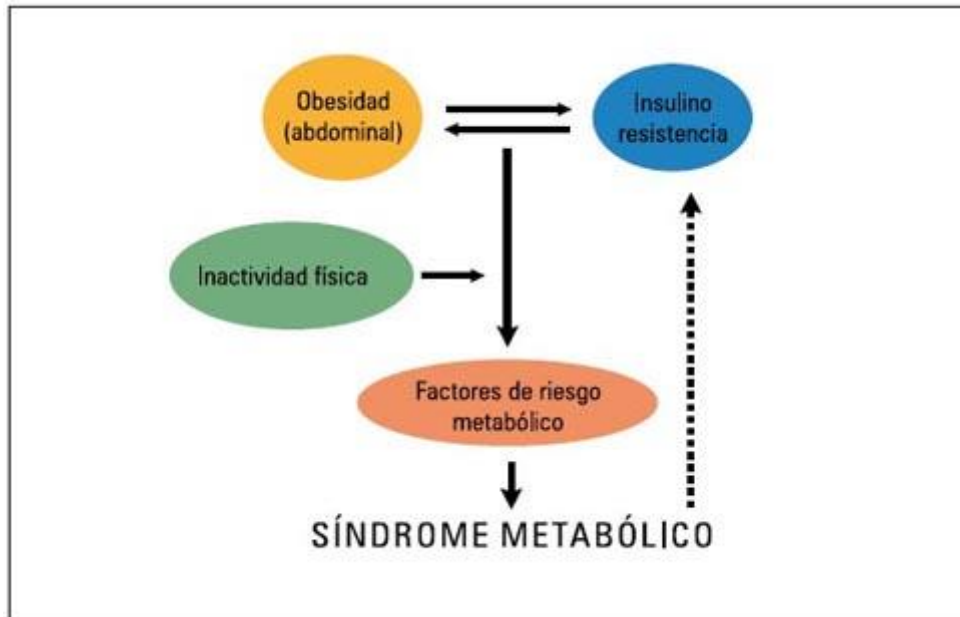 Obesidad
(abdominal)
Insulino
resistencia
Inactividad física
Factores de riesgo
metabólico
SÍNDROME METABÓLICO